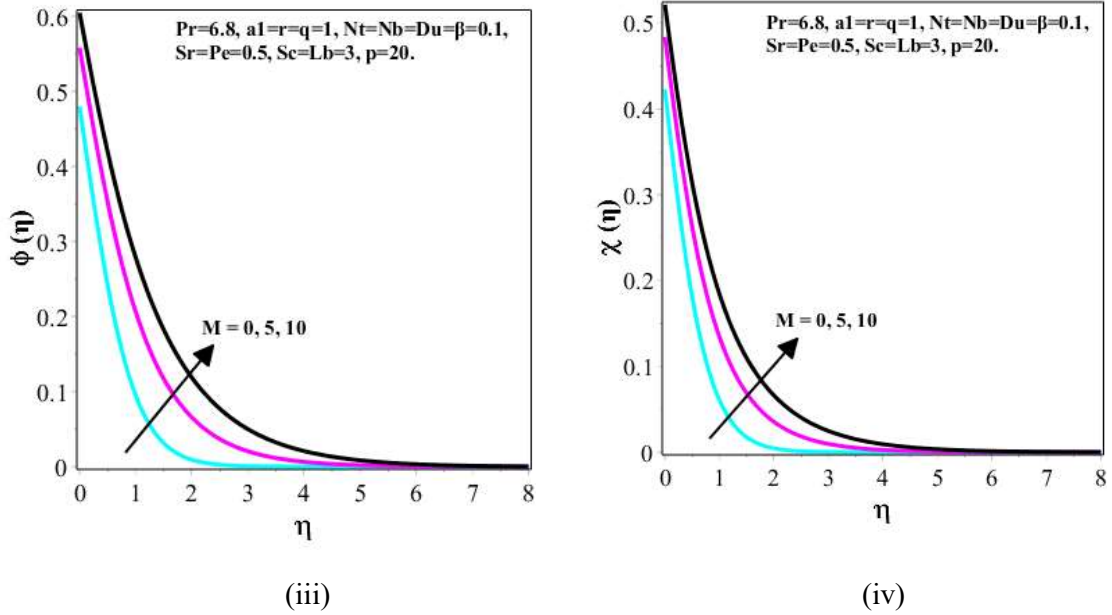 Pr=6.8, a1=r=q=1, Nt=Nb=Du=β=0.1,
Sr=Pe=0.5, Sc=Lb=3, p=20.
0.6
0.5
0.4
0.3
0.2
0.1
0
ϕ (η)
M = 0, 5, 10
0 1 2 3 4 5 6 7 8
η
(iii)
Pr=6.8, a1=r=q=1, Nt=Nb=Du=β=0.1,
Sr=Pe=0.5, Sc=Lb=3, p=20.
0.5
0.4
0.3
0.2
0.1
0
χ (η)
M = 0, 5, 10
0 1 2 3 4 5 6 7 8
η
(iv)